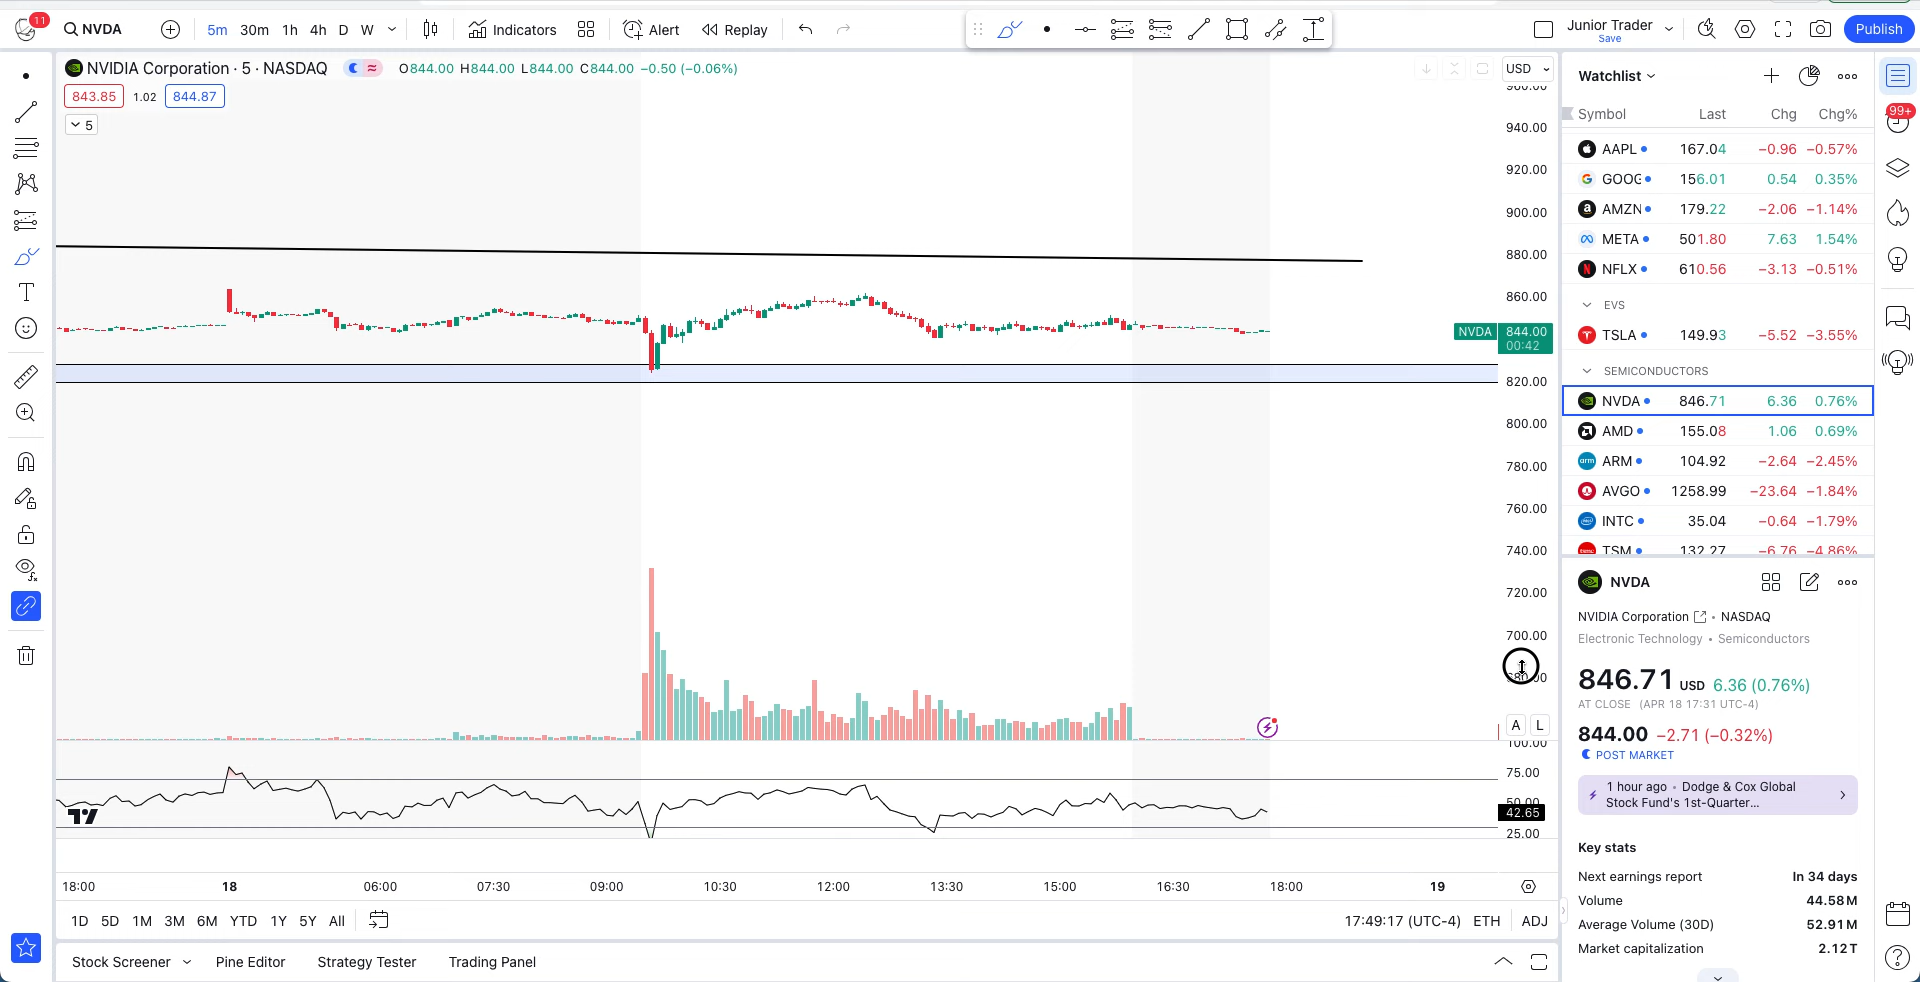 11
NVDA
5m 30m 1h 4h D W
Indicators
Alert
Replay
Junior Trader
Save
Publish
NVIDIA Corporation · 5 · NASDAQ
O844.00 H844.00 L844.00 C844.00 −0.50 (−0.06%)
843.85 1.02 844.87
5
USD
960.00
940.00
920.00
900.00
880.00
860.00
NVDA 844.00
00:42
820.00
800.00
780.00
760.00
740.00
720.00
700.00
A L
100.00
75.00
50.00
42.65
25.00
18:00 18 06:00 07:30 09:00 10:30 12:00 13:30 15:00 16:30 18:00 19
1D 5D 1M 3M 6M YTD 1Y 5Y All
17:49:17 (UTC-4) ETH ADJ
Stock Screener Pine Editor Strategy Tester Trading Panel
Watchlist
Symbol Last Chg Chg%
AAPL 167.04 −0.96 −0.57%
GOOG 156.01 0.54 0.35%
AMZN 179.22 −2.06 −1.14%
META 501.80 7.63 1.54%
NFLX 610.56 −3.13 −0.51%
EVS
TSLA 149.93 −5.52 −3.55%
SEMICONDUCTORS
NVDA 846.71 6.36 0.76%
AMD 155.08 1.06 0.69%
arm ARM 104.92 −2.64 −2.45%
AVGO 1258.99 −23.64 −1.84%
INTC 35.04 −0.64 −1.79%
TSM 132.27 −6.76 −4.86%
NVDA
NVIDIA Corporation • NASDAQ
Electronic Technology • Semiconductors
846.71 USD 6.36 (0.76%)
AT CLOSE (APR 18 17:31 UTC-4)
844.00 −2.71 (−0.32%)
POST MARKET
1 hour ago • Dodge & Cox Global
Stock Fund's 1st-Quarter...
Key stats
Next earnings report In 34 days
Volume 44.58M
Average Volume (30D) 52.91M
Market capitalization 2.12T
99+